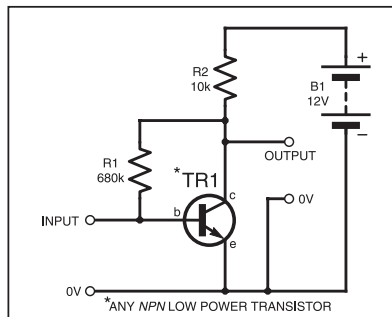 R2
10k
+
B1
12V
−
R1
680k
*TR1
c
OUTPUT
b
INPUT
e
0V
0V
*ANY NPN LOW POWER TRANSISTOR